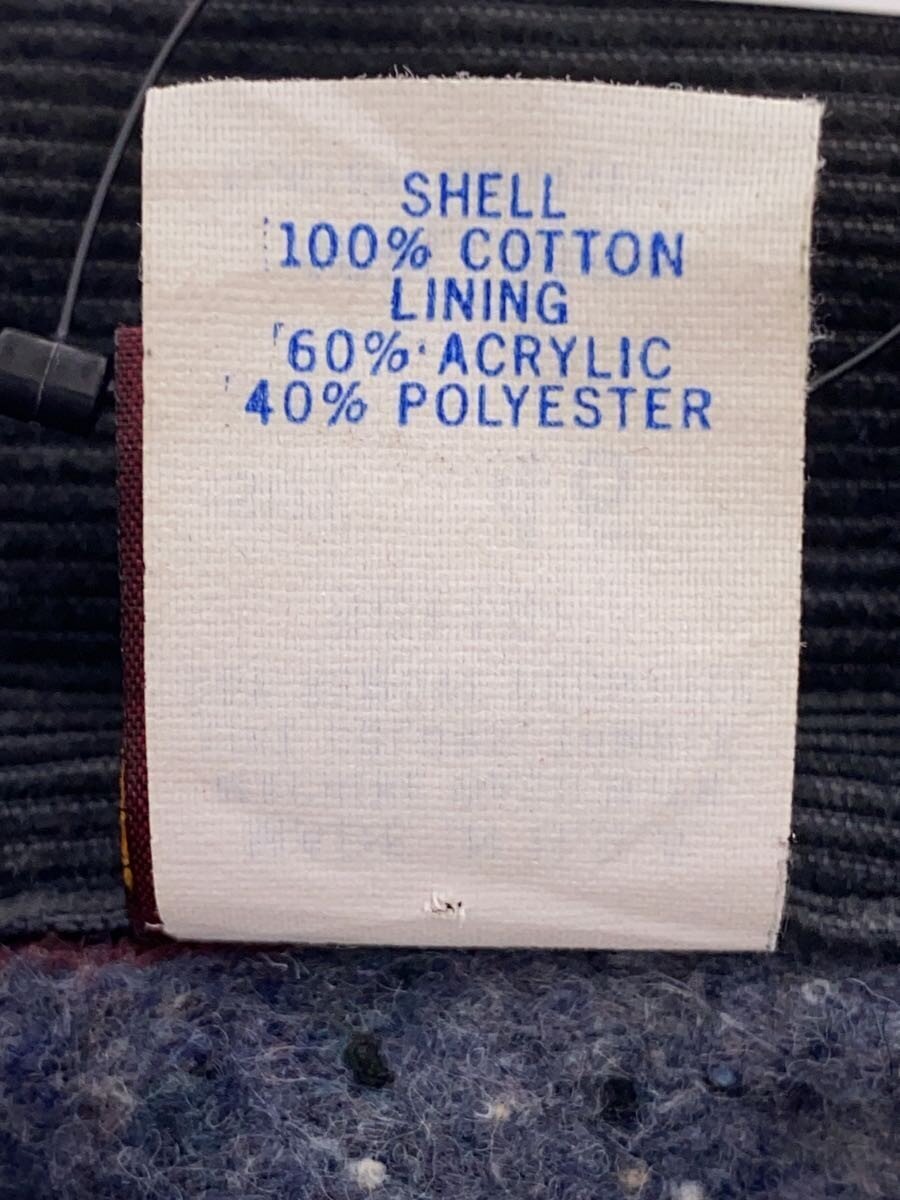 SHELL
100% COTTON
LINING
60% ACRYLIC
40% POLYESTER